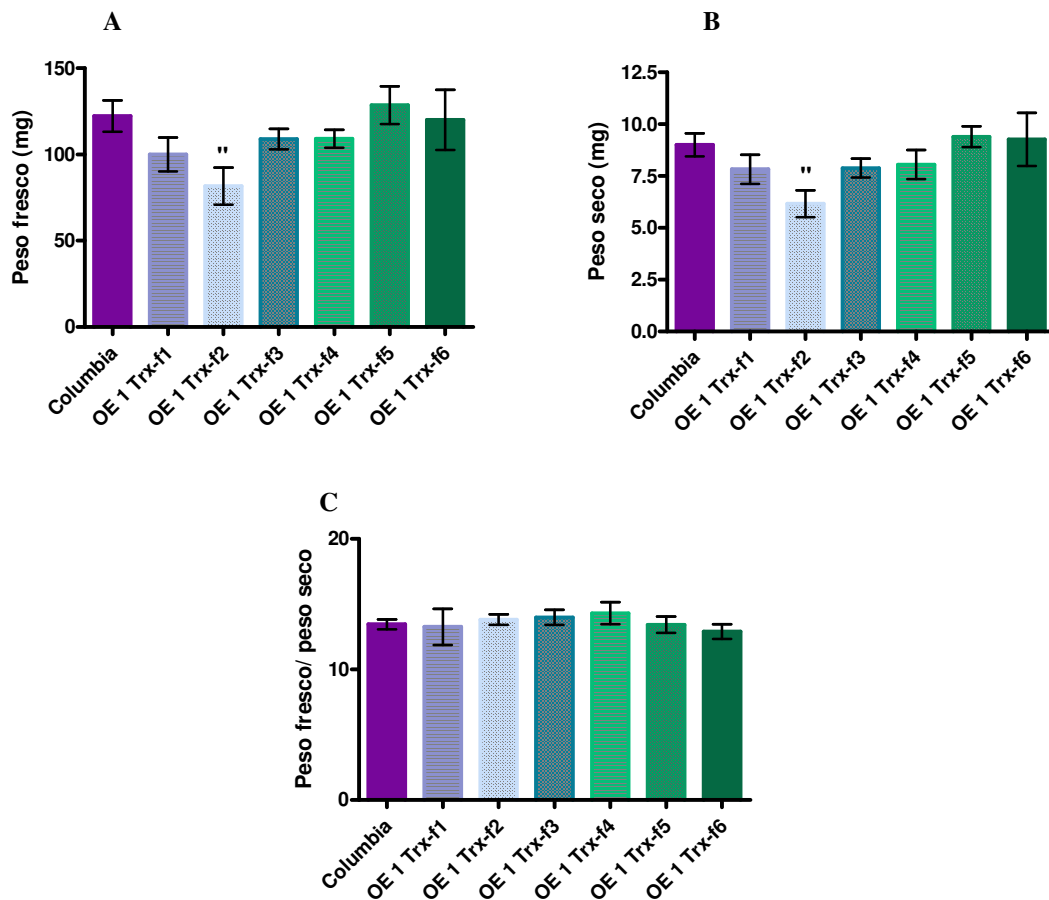 A
Peso fresco (mg)
150
100
50
0
"
Columbia
OE 1 Trx-f1
OE 1 Trx-f2
OE 1 Trx-f3
OE 1 Trx-f4
OE 1 Trx-f5
OE 1 Trx-f6
B
Peso seco (mg)
12.5
10.0
7.5
5.0
2.5
0.0
"
Columbia
OE 1 Trx-f1
OE 1 Trx-f2
OE 1 Trx-f3
OE 1 Trx-f4
OE 1 Trx-f5
OE 1 Trx-f6
C
Peso fresco/ peso seco
20
10
0
Columbia
OE 1 Trx-f1
OE 1 Trx-f2
OE 1 Trx-f3
OE 1 Trx-f4
OE 1 Trx-f5
OE 1 Trx-f6